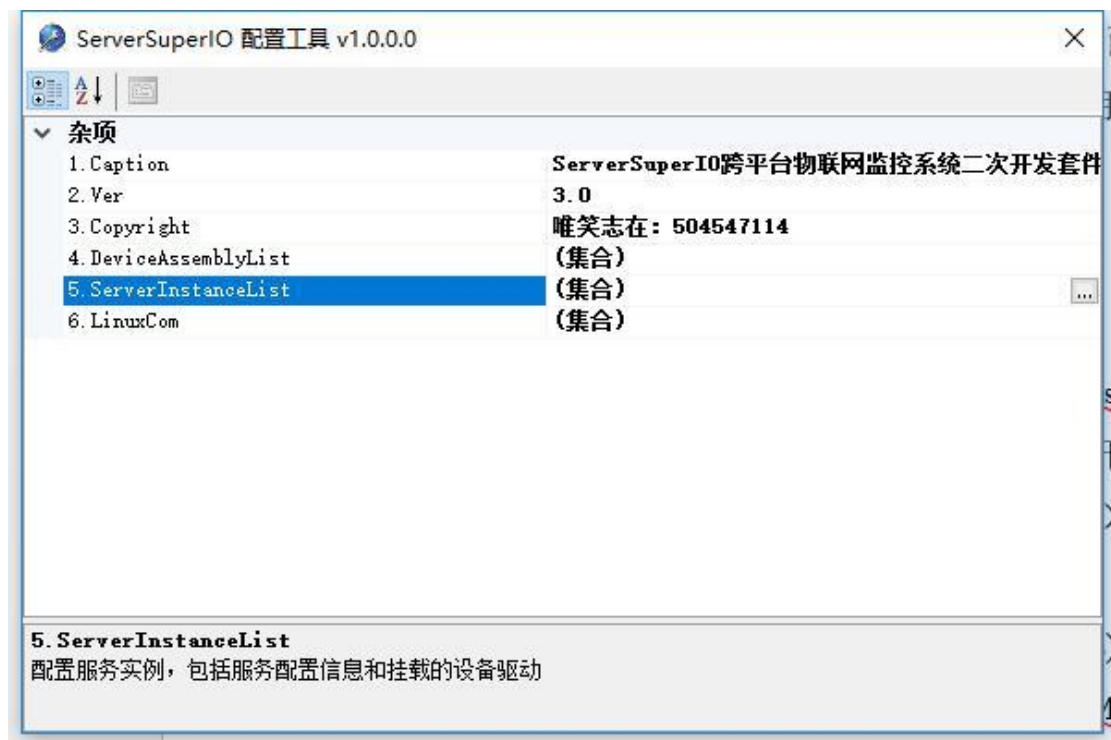 ServerSuperIO 配置工具 v1.0.0.0
杂项
1.Caption ServerSuperIO跨平台物联网监控系统二次开发套件
2.Ver 3.0
3.Copyright 唯笑志在：504547114
4.DeviceAssemblyList (集合)
5.ServerInstanceList (集合) ...
6.LinuxCom (集合)
5.ServerInstanceList
配置服务实例，包括服务配置信息和挂载的设备驱动